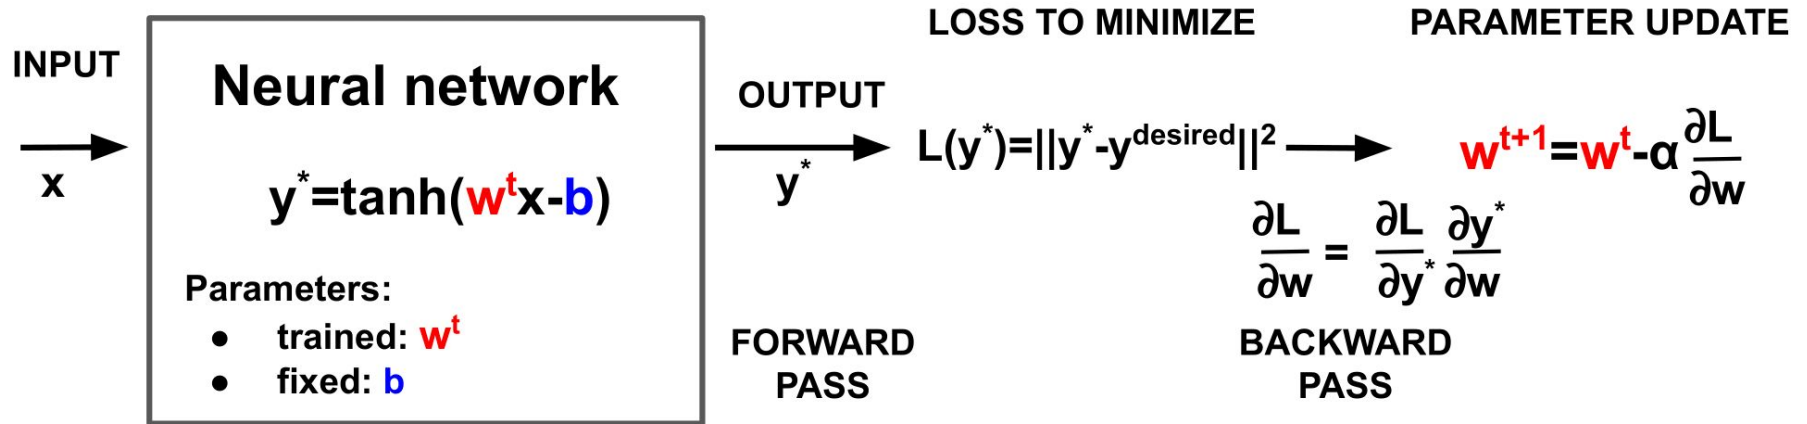 INPUT
x
Neural network
y*=tanh(wᵗx-b)
Parameters:
● trained: wᵗ
● fixed: b
OUTPUT
y*
FORWARD
PASS
LOSS TO MINIMIZE
L(y*)=||y*-y^desired||²
∂L/∂w = ∂L/∂y* ∂y*/∂w
BACKWARD
PASS
PARAMETER UPDATE
wᵗ⁺¹=wᵗ-α ∂L/∂w